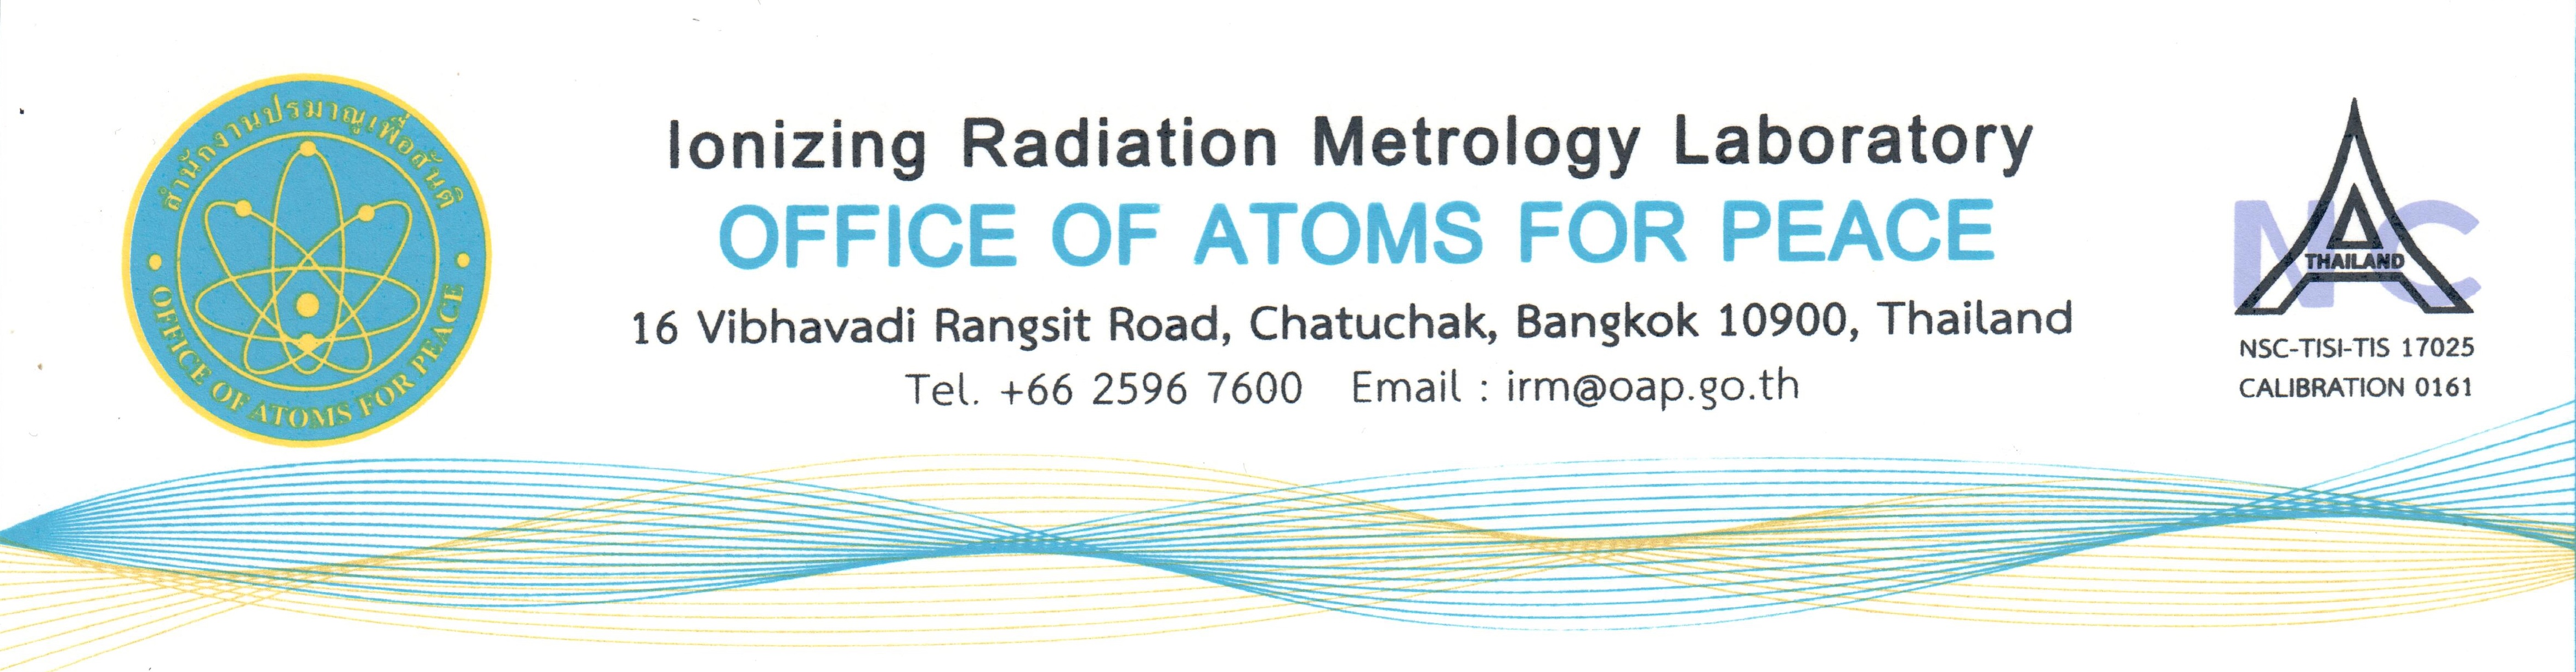 สำนักงานปรมาณูเพื่อสันติ
OFFICE OF ATOMS FOR PEACE
Ionizing Radiation Metrology Laboratory
OFFICE OF ATOMS FOR PEACE
16 Vibhavadi Rangsit Road, Chatuchak, Bangkok 10900, Thailand
Tel. +66 2596 7600 Email : irm@oap.go.th
NAC
THAILAND
NSC-TISI-TIS 17025
CALIBRATION 0161